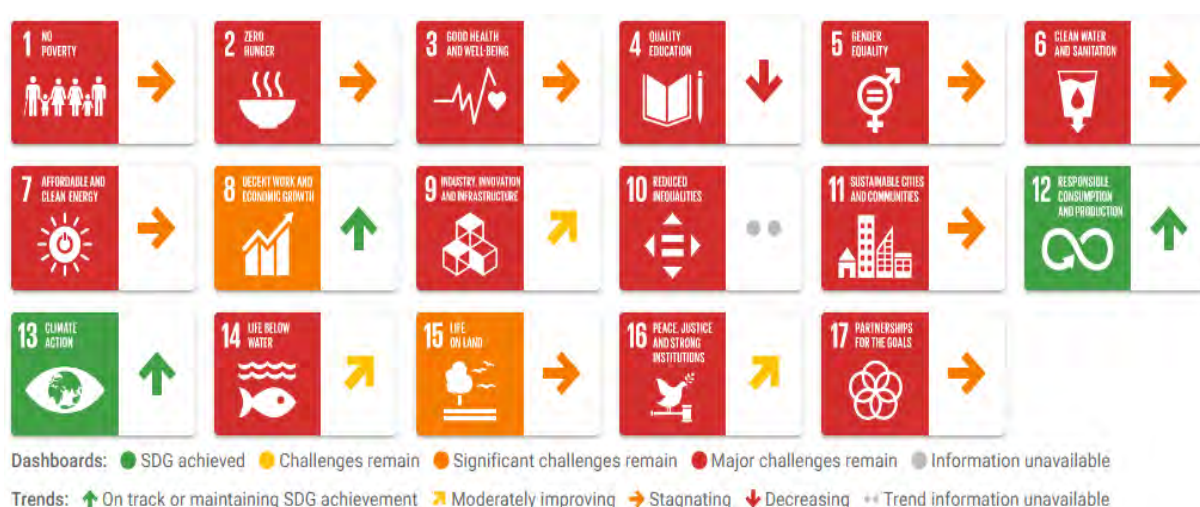 1 NO
POVERTY
2 ZERO
HUNGER
3 GOOD HEALTH
AND WELL-BEING
4 QUALITY
EDUCATION
5 GENDER
EQUALITY
6 CLEAN WATER
AND SANITATION
7 AFFORDABLE AND
CLEAN ENERGY
8 DECENT WORK AND
ECONOMIC GROWTH
9 INDUSTRY, INNOVATION
AND INFRASTRUCTURE
10 REDUCED
INEQUALITIES
11 SUSTAINABLE CITIES
AND COMMUNITIES
12 RESPONSIBLE
CONSUMPTION
AND PRODUCTION
13 CLIMATE
ACTION
14 LIFE BELOW
WATER
15 LIFE
ON LAND
16 PEACE, JUSTICE
AND STRONG
INSTITUTIONS
17 PARTNERSHIPS
FOR THE GOALS
Dashboards: SDG achieved Challenges remain Significant challenges remain Major challenges remain Information unavailable
Trends: On track or maintaining SDG achievement Moderately improving Stagnating Decreasing Trend information unavailable